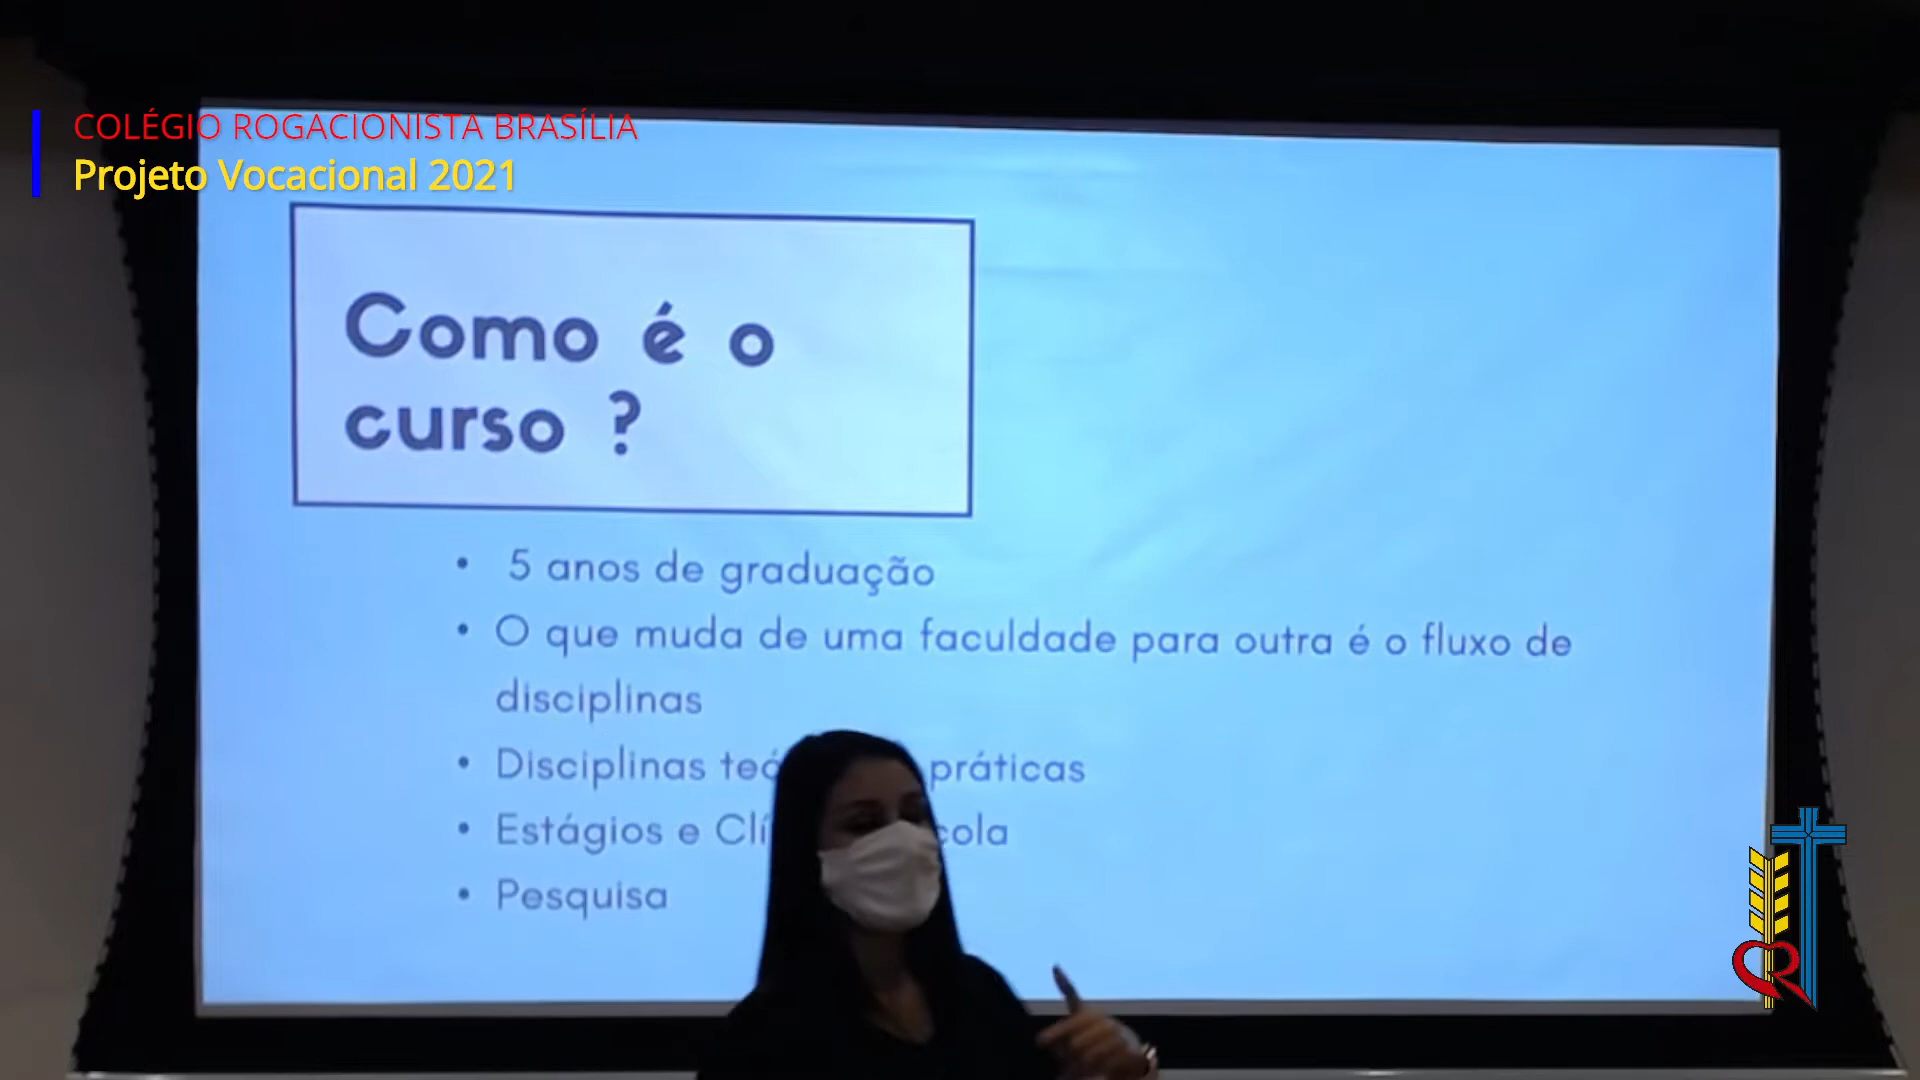 COLÉGIO ROGACIONISTA BRASÍLIA
Projeto Vocacional 2021
Como é o
curso ?
• 5 anos de graduação
• O que muda de uma faculdade para outra é o fluxo de
disciplinas
• Disciplinas práticas
• Estágios e
• Pesquisa